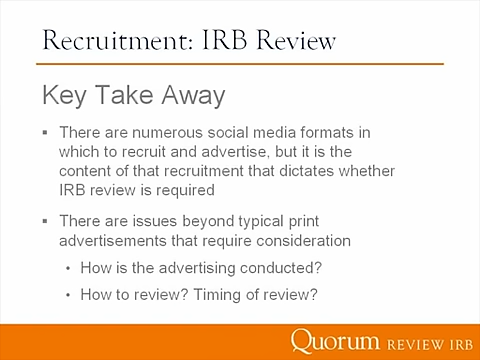 Recruitment: IRB Review
Key Take Away
▪ There are numerous social media formats in
which to recruit and advertise, but it is the
content of that recruitment that dictates whether
IRB review is required
▪ There are issues beyond typical print
advertisements that require consideration
• How is the advertising conducted?
• How to review? Timing of review?
Quorum REVIEW IRB